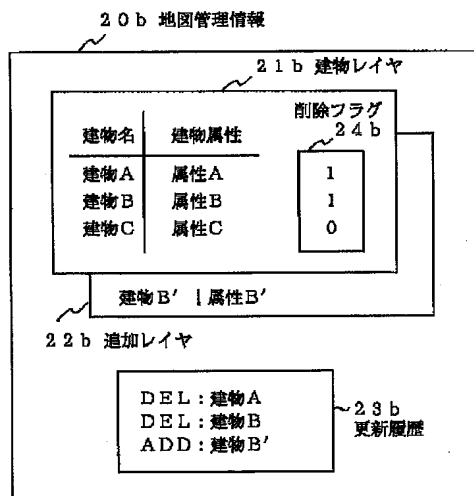 ２０ｂ 地図管理情報
２１ｂ 建物レイヤ
削除フラグ
２４ｂ
建物名 建物属性
建物Ａ 属性Ａ １
建物Ｂ 属性Ｂ １
建物Ｃ 属性Ｃ ０
建物Ｂ′ 属性Ｂ′
２２ｂ 追加レイヤ
ＤＥＬ：建物Ａ
ＤＥＬ：建物Ｂ
ＡＤＤ：建物Ｂ′
２３ｂ
更新履歴